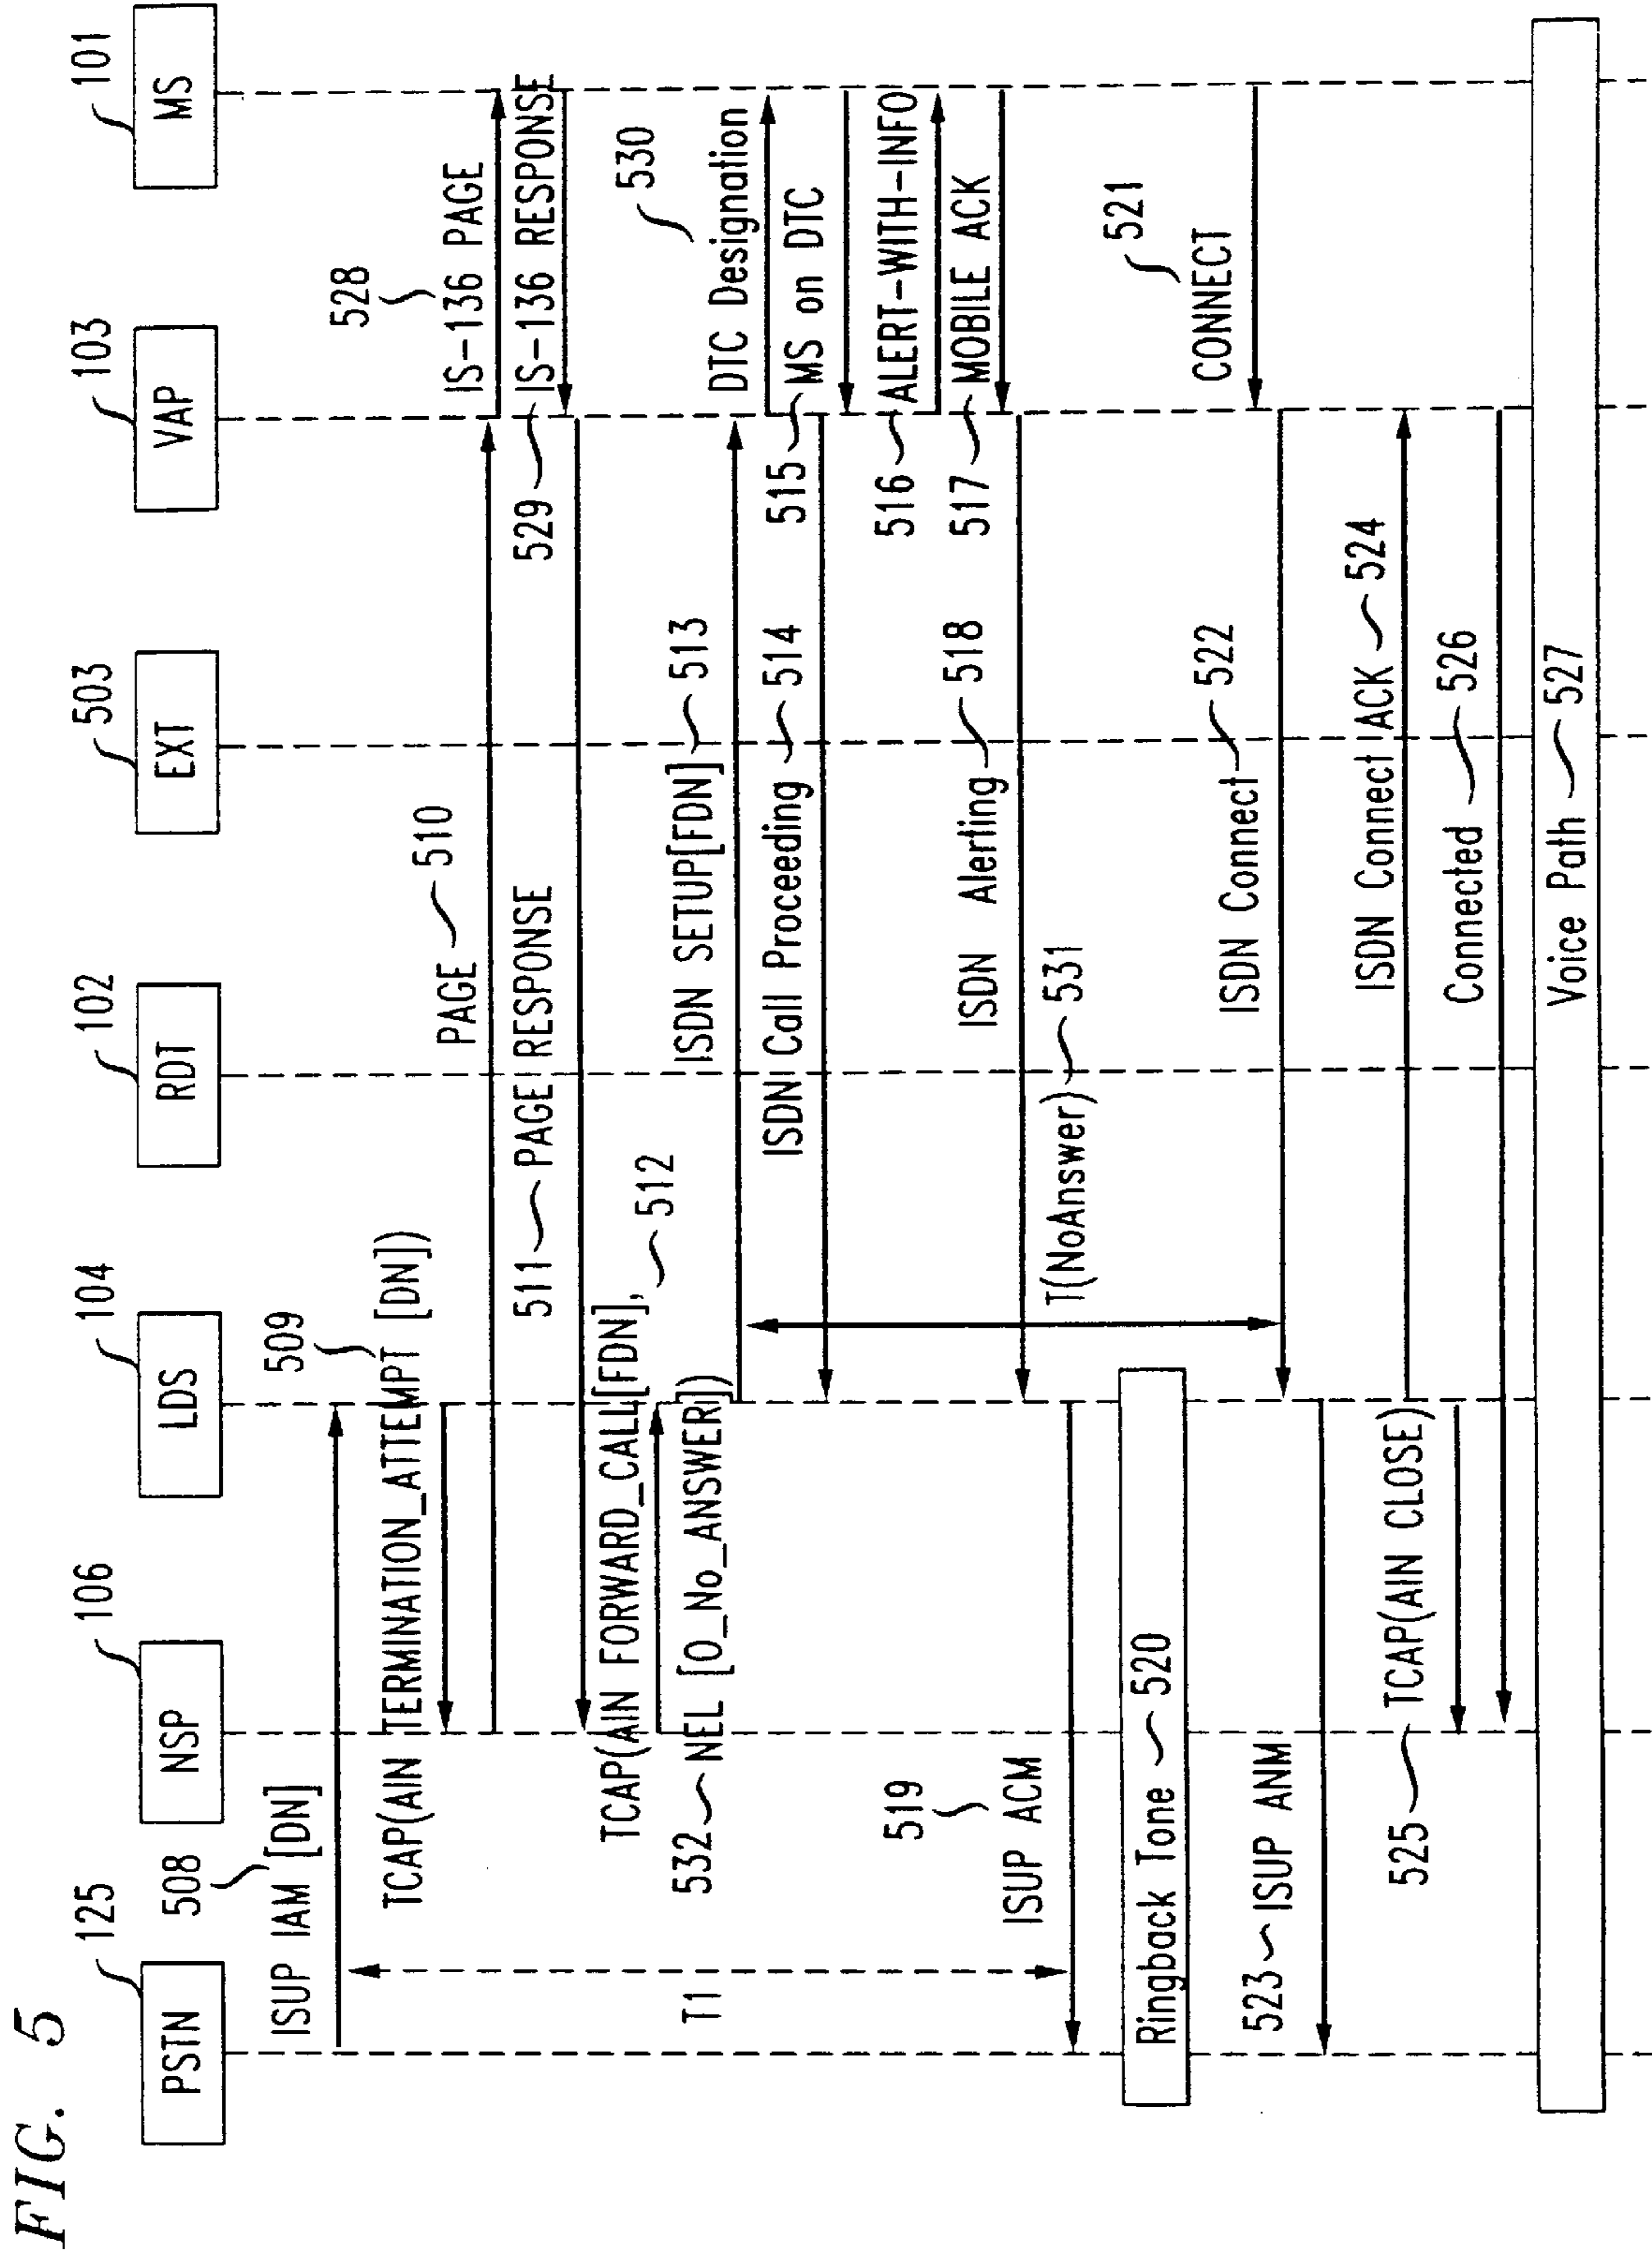 FIG. 5
125
PSTN
106
NSP
104
LDS
102
RDT
503
EXT
103
VAP
101
MS
508
ISUP IAM [DN]
509
TCAP(AIN TERMINATION_ATTEMPT [DN])
PAGE 510
528
IS-136 PAGE
529 IS-136 RESPONSE
511 PAGE RESPONSE
TCAP(AIN FORWARD_CALL[FDN], 512
532 NEL [O_No_ANSWER])
ISDN SETUP[FDN] 513
530
DTC Designation
ISDN Call Proceeding 514
515 MS on DTC
516 ALERT-WITH-INFO
517 MOBILE ACK
ISDN Alerting 518
T1
519
ISUP ACM
T(NoAnswer) 531
Ringback Tone 520
521
CONNECT
ISDN Connect 522
523 ISUP ANM
ISDN Connect ACK 524
525 TCAP(AIN CLOSE)
Connected 526
Voice Path 527